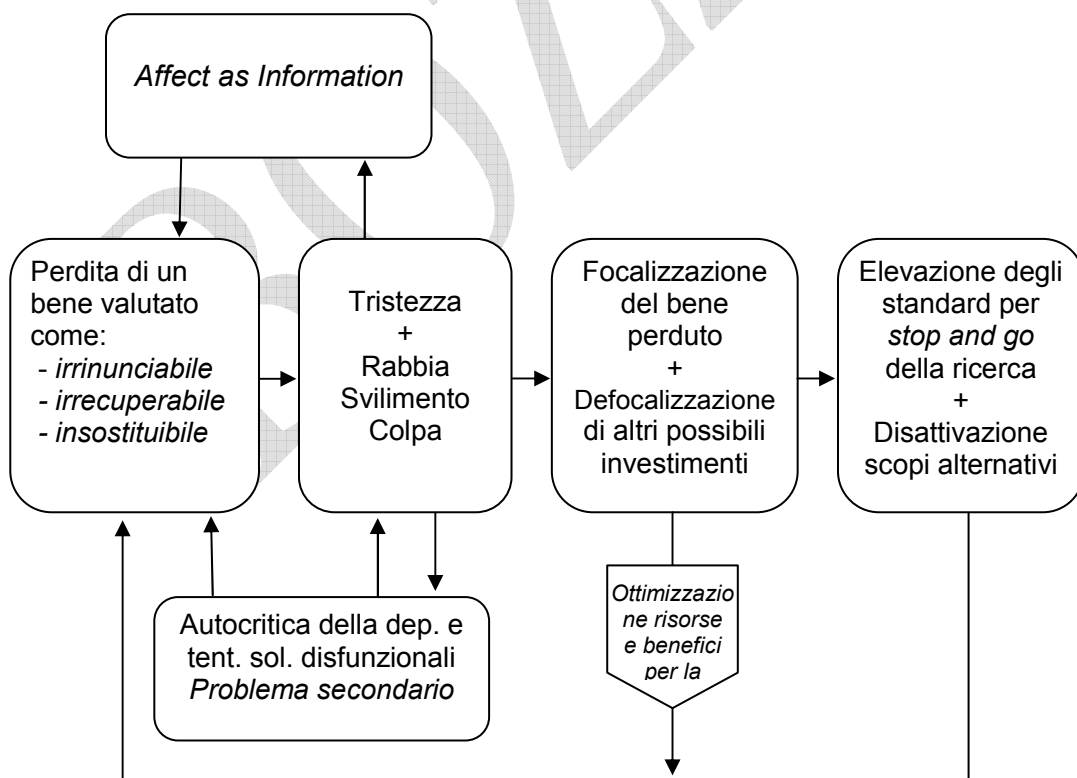 Affect as Information
Perdita di un
bene valutato
come:
- irrinunciabile
- irrecuperabile
- insostituibile
Tristezza
+
Rabbia
Svilimento
Colpa
Focalizzazione
del bene
perduto
+
Defocalizzazione
di altri possibili
investimenti
Elevazione degli
standard per
stop and go
della ricerca
+
Disattivazione
scopi alternativi
Autocritica della dep. e
tent. sol. disfunzionali
Problema secondario
Ottimizzazio
ne risorse
e benefici
per la